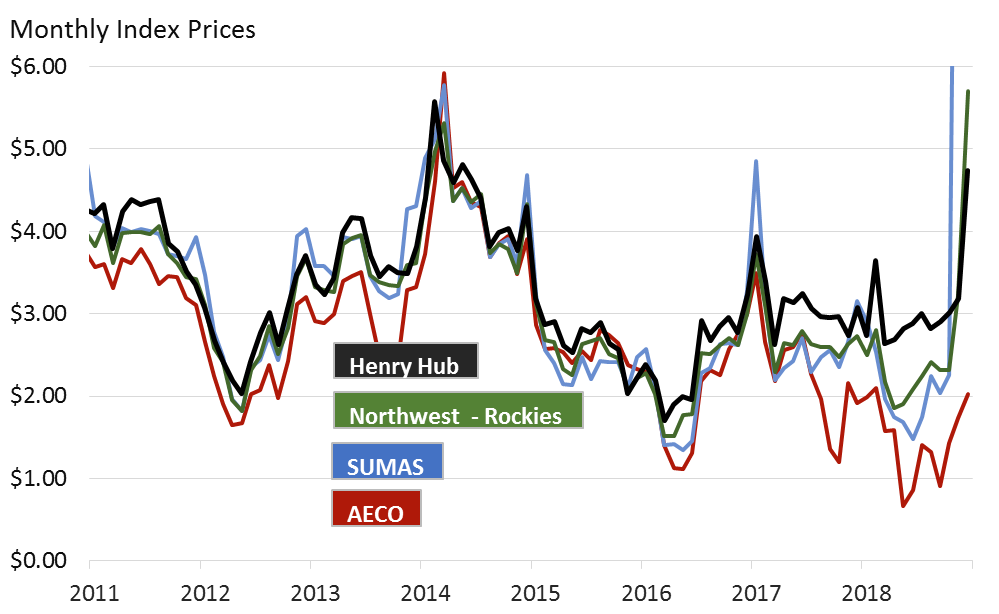 Monthly Index Prices
$6.00
$5.00
$4.00
$3.00
$2.00
$1.00
$0.00
Henry Hub
Northwest - Rockies
SUMAS
AECO
2011 2012 2013 2014 2015 2016 2017 2018